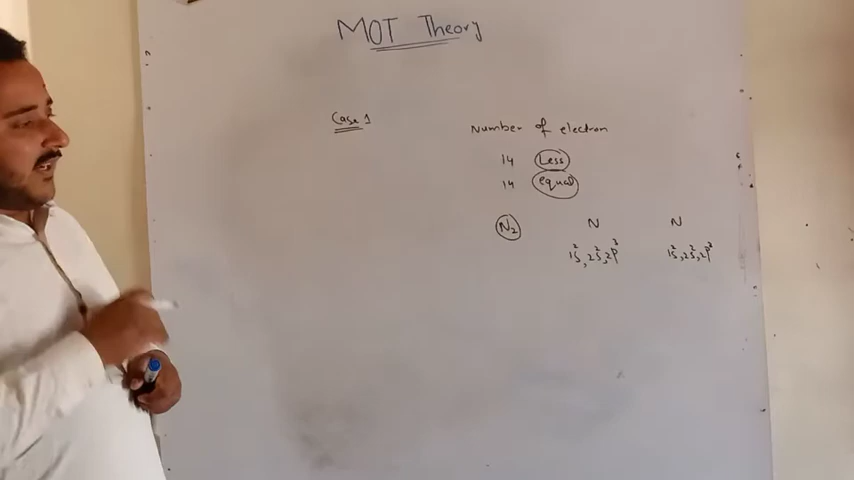 MOT Theory
Case 1
Number of electron
14 Less
14 equal
N₂ N N
1s², 2s², 2p³ 1s², 2s², 2p³